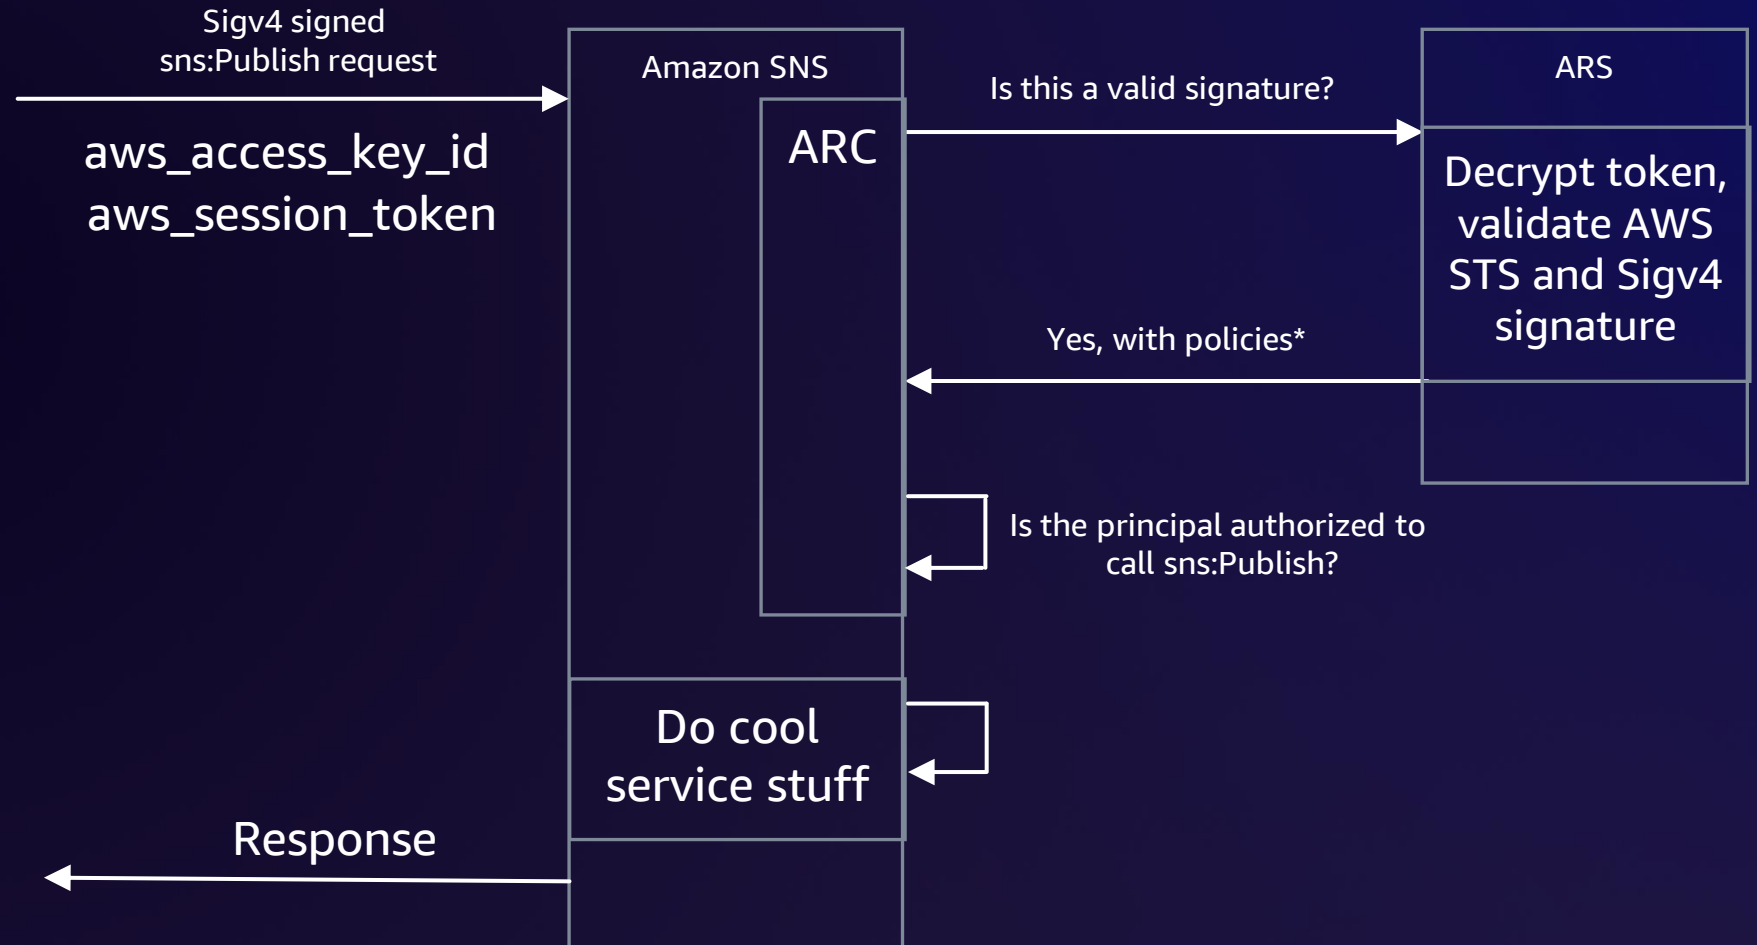 Sigv4 signed
sns:Publish request
aws_access_key_id
aws_session_token
Amazon SNS
ARC
Is this a valid signature?
ARS
Decrypt token,
validate AWS
STS and Sigv4
signature
Yes, with policies*
Is the principal authorized to
call sns:Publish?
Do cool
service stuff
Response